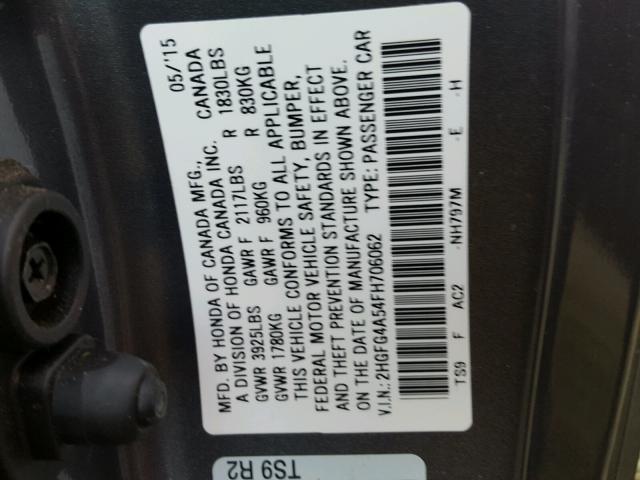 MFD. BY HONDA OF CANADA MFG., 05/'15
A DIVISION OF HONDA CANADA INC. CANADA
GVWR 3925LBS GAWR F 2117LBS R 1830LBS
GVWR 1780KG GAWR F 960KG R 830KG
THIS VEHICLE CONFORMS TO ALL APPLICABLE
FEDERAL MOTOR VEHICLE SAFETY, BUMPER,
AND THEFT PREVENTION STANDARDS IN EFFECT
ON THE DATE OF MANUFACTURE SHOWN ABOVE.
V.I.N.: 2HGFG4A54FH706062 TYPE: PASSENGER CAR
TS9 F AC2 -NH797M -E -H
TS9 R2